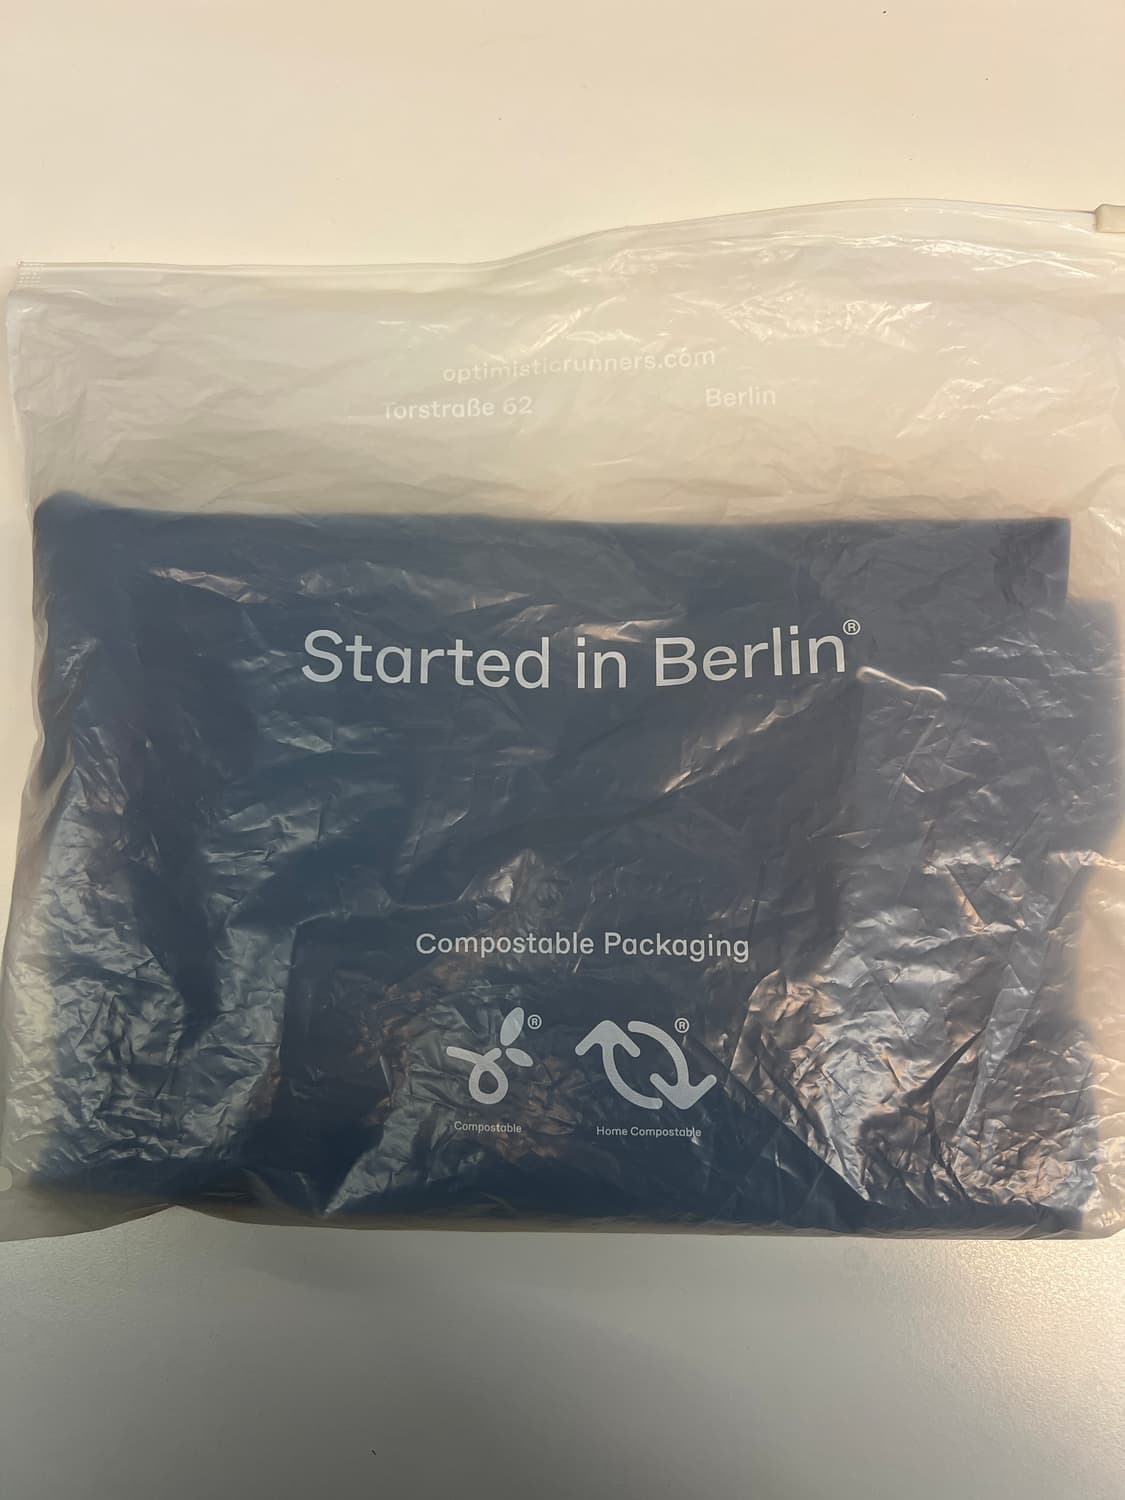 optimisticrunners.com
Torstraße 62 Berlin
Started in Berlin®
Compostable Packaging
® ®
Compostable Home Compostable